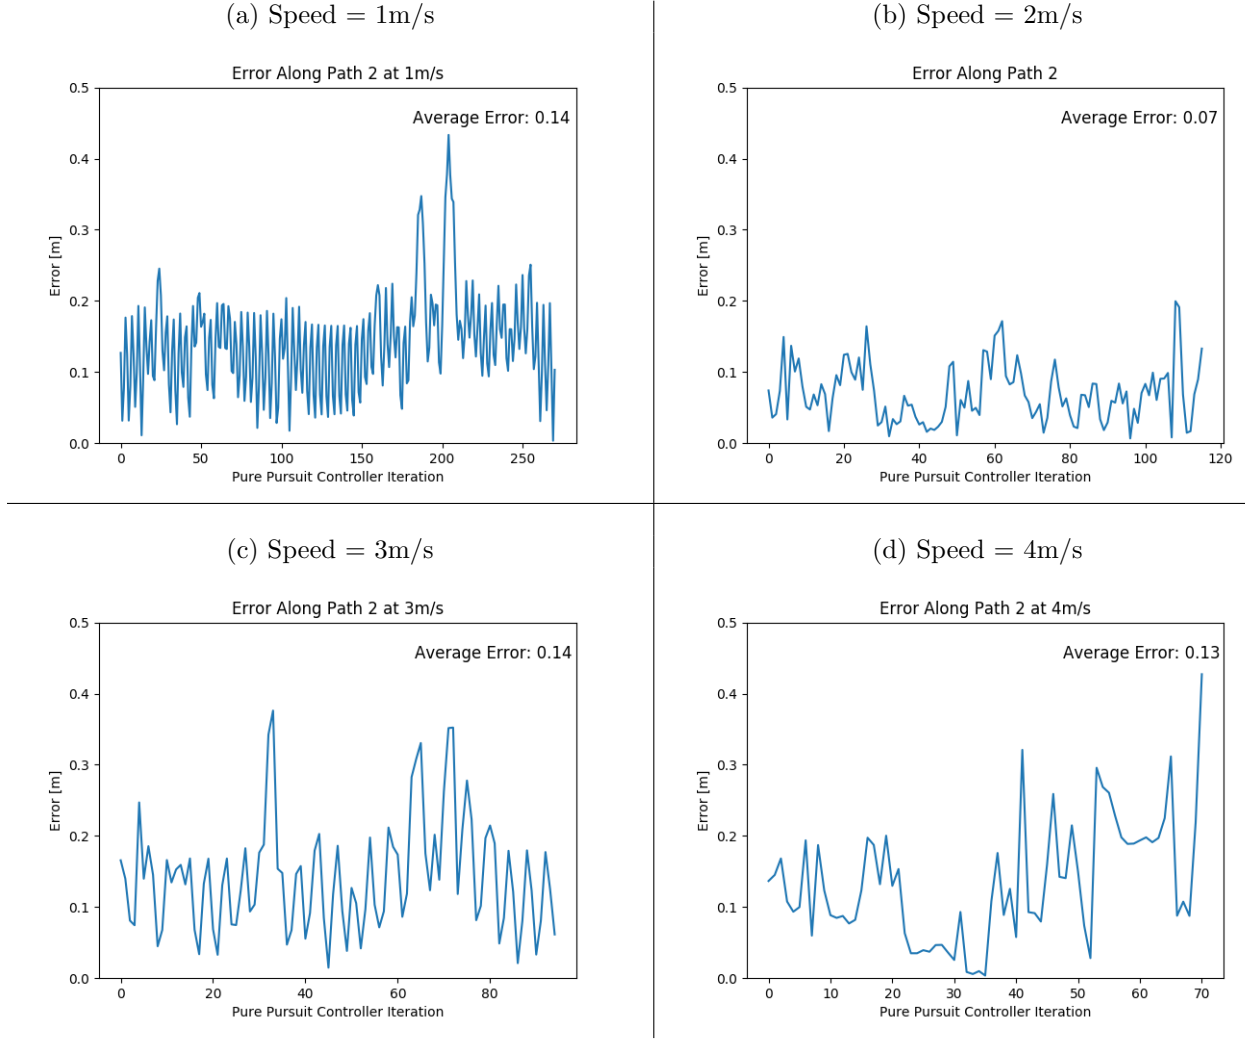 (a) Speed = 1m/s
Error Along Path 2 at 1m/s
Average Error: 0.14
0.5
0.4
0.3
0.2
0.1
0.0
Error [m]
0 50 100 150 200 250
Pure Pursuit Controller Iteration
(b) Speed = 2m/s
Error Along Path 2
Average Error: 0.07
0.5
0.4
0.3
0.2
0.1
0.0
Error [m]
0 20 40 60 80 100 120
Pure Pursuit Controller Iteration
(c) Speed = 3m/s
Error Along Path 2 at 3m/s
Average Error: 0.14
0.5
0.4
0.3
0.2
0.1
0.0
Error [m]
0 20 40 60 80
Pure Pursuit Controller Iteration
(d) Speed = 4m/s
Error Along Path 2 at 4m/s
Average Error: 0.13
0.5
0.4
0.3
0.2
0.1
0.0
Error [m]
0 10 20 30 40 50 60 70
Pure Pursuit Controller Iteration